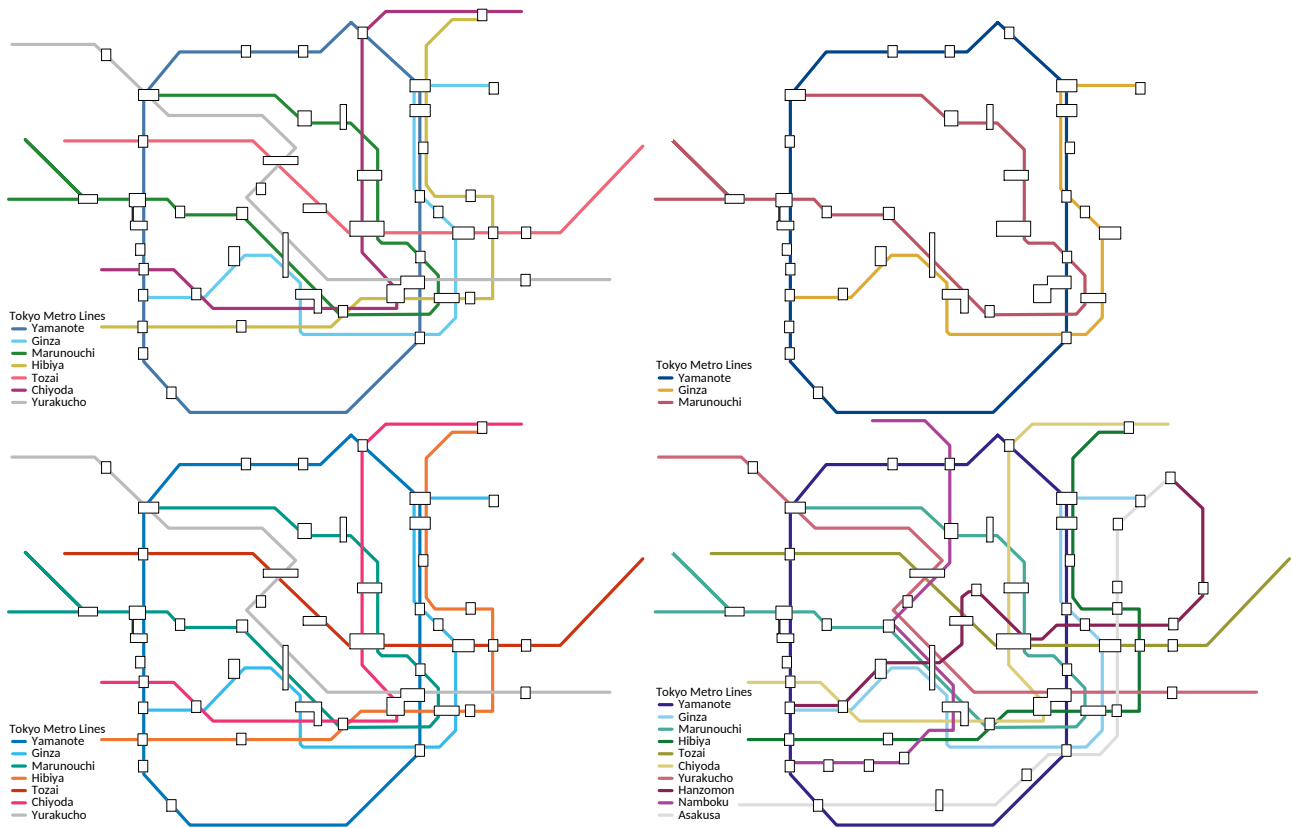 Tokyo Metro Lines
Yamanote
Ginza
Marunouchi
Hibiya
Tozai
Chiyoda
Yurakucho
Tokyo Metro Lines
Yamanote
Ginza
Marunouchi
Tokyo Metro Lines
Yamanote
Ginza
Marunouchi
Hibiya
Tozai
Chiyoda
Yurakucho
Tokyo Metro Lines
Yamanote
Ginza
Marunouchi
Hibiya
Tozai
Chiyoda
Yurakucho
Hanzomon
Namboku
Asakusa